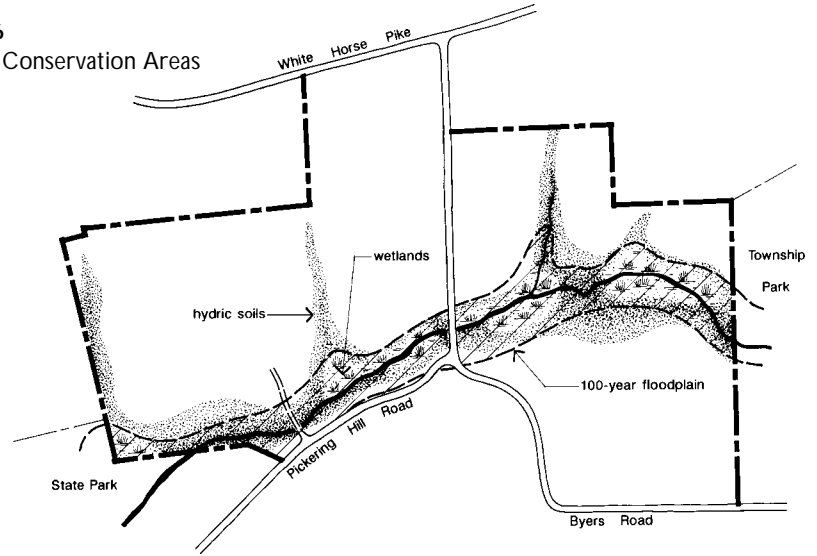 Conservation Areas
White Horse Pike
wetlands
Township
Park
hydric soils
100-year floodplain
Pickering Hill Road
State Park
Byers Road